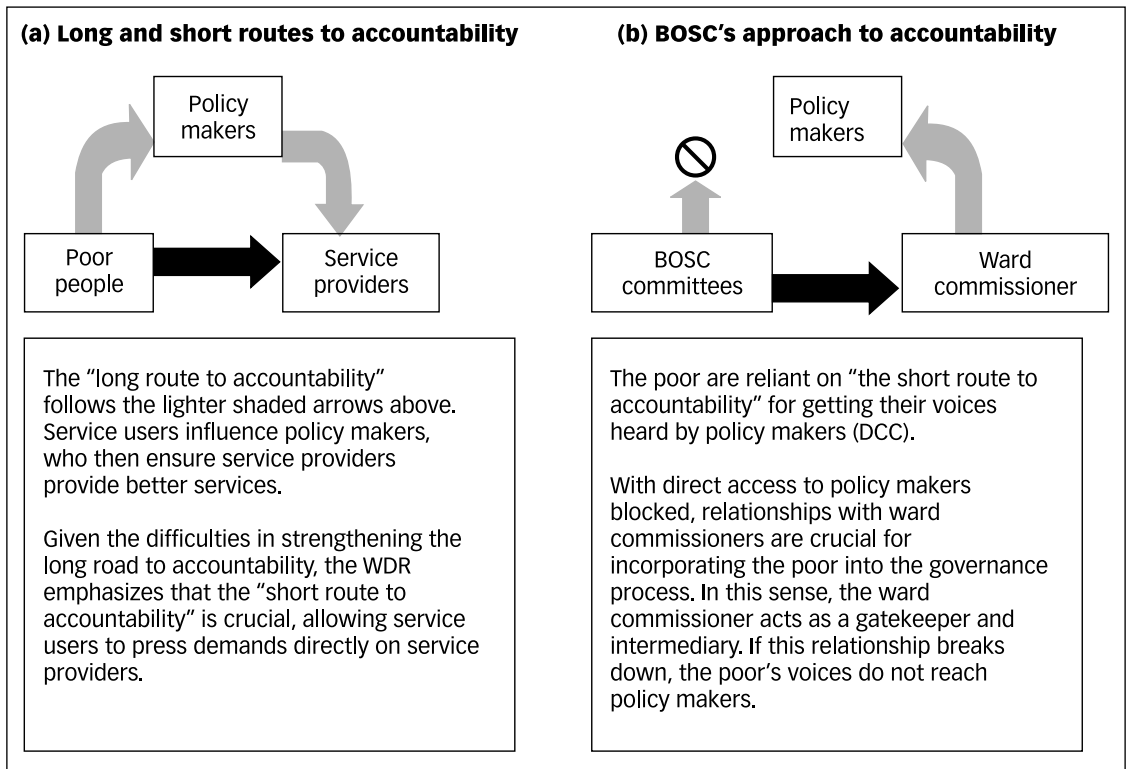 (a) Long and short routes to accountability
Policy
makers
Poor
people
Service
providers
The “long route to accountability”
follows the lighter shaded arrows above.
Service users influence policy makers,
who then ensure service providers
provide better services.
Given the difficulties in strengthening the
long road to accountability, the WDR
emphasizes that the “short route to
accountability” is crucial, allowing service
users to press demands directly on service
providers.
(b) BOSC’s approach to accountability
Policy
makers
BOSC
committees
Ward
commissioner
The poor are reliant on “the short route to
accountability” for getting their voices
heard by policy makers (DCC).
With direct access to policy makers
blocked, relationships with ward
commissioners are crucial for
incorporating the poor into the governance
process. In this sense, the ward
commissioner acts as a gatekeeper and
intermediary. If this relationship breaks
down, the poor’s voices do not reach
policy makers.